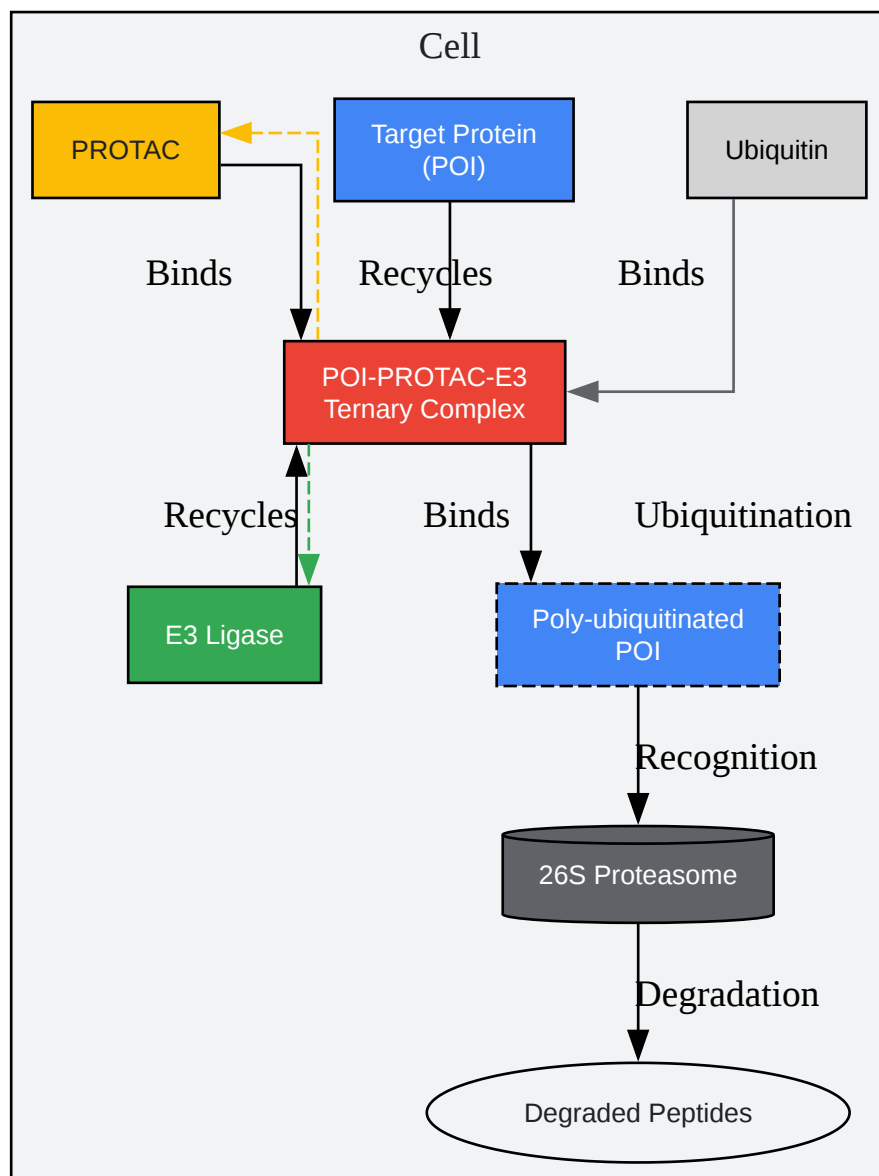 Cell
PROTAC
Target Protein
(POI)
Ubiquitin
Binds
Recycles
Binds
POI-PROTAC-E3
Ternary Complex
Recycles
Binds
Ubiquitination
E3 Ligase
Poly-ubiquitinated
POI
Recognition
26S Proteasome
Degradation
Degraded Peptides